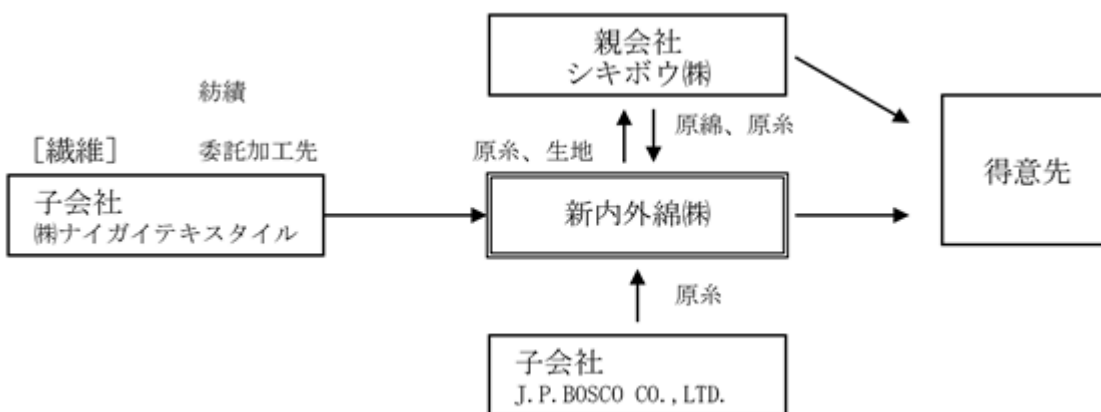 親会社
シキボウ㈱
紡績
原綿、原糸
［繊維］
委託加工先
原糸、生地
得意先
子会社
㈱ナイガイテキスタイル
新内外綿㈱
原糸
子会社
J.P.BOSCO CO.,LTD.